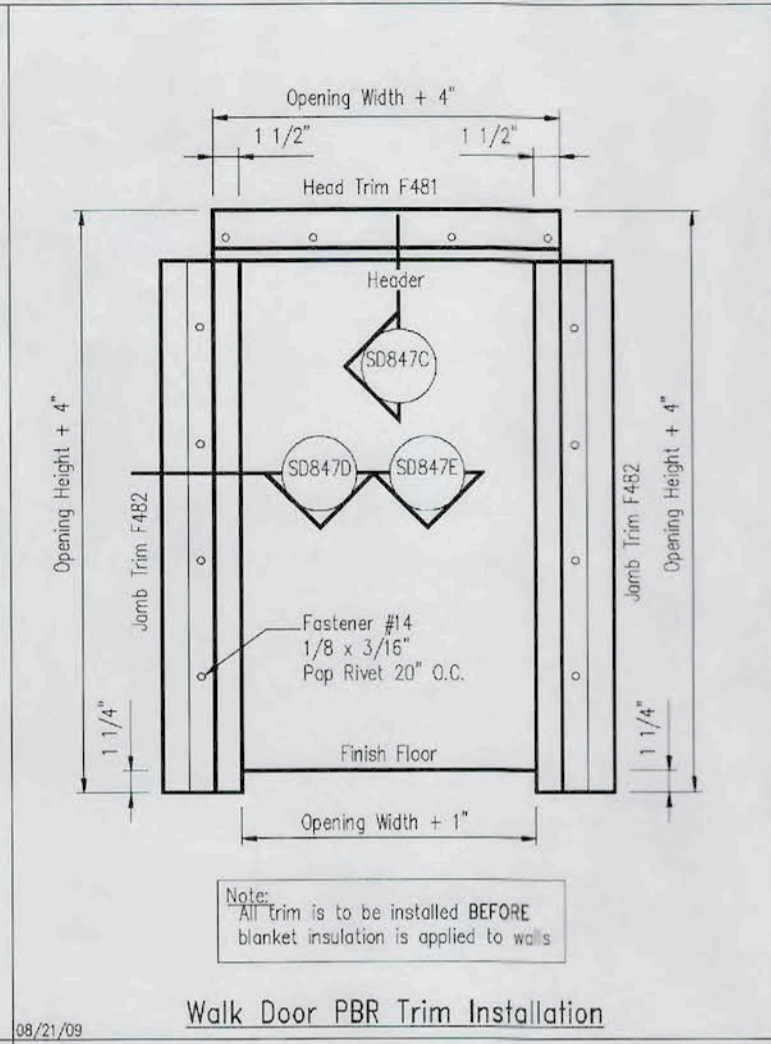 Opening Width + 4"
1 1/2"
1 1/2"
Head Trim F481
Header
SD847C
SD847D
SD847E
Opening Height + 4"
Jamb Trim F482
Jamb Trim F482
Opening Height + 4"
Fastener #14
1/8 x 3/16"
Pop Rivet 20" O.C.
1 1/4"
1 1/4"
Finish Floor
Opening Width + 1"
Note:
All trim is to be installed BEFORE
blanket insulation is applied to walls
Walk Door PBR Trim Installation
08/21/09